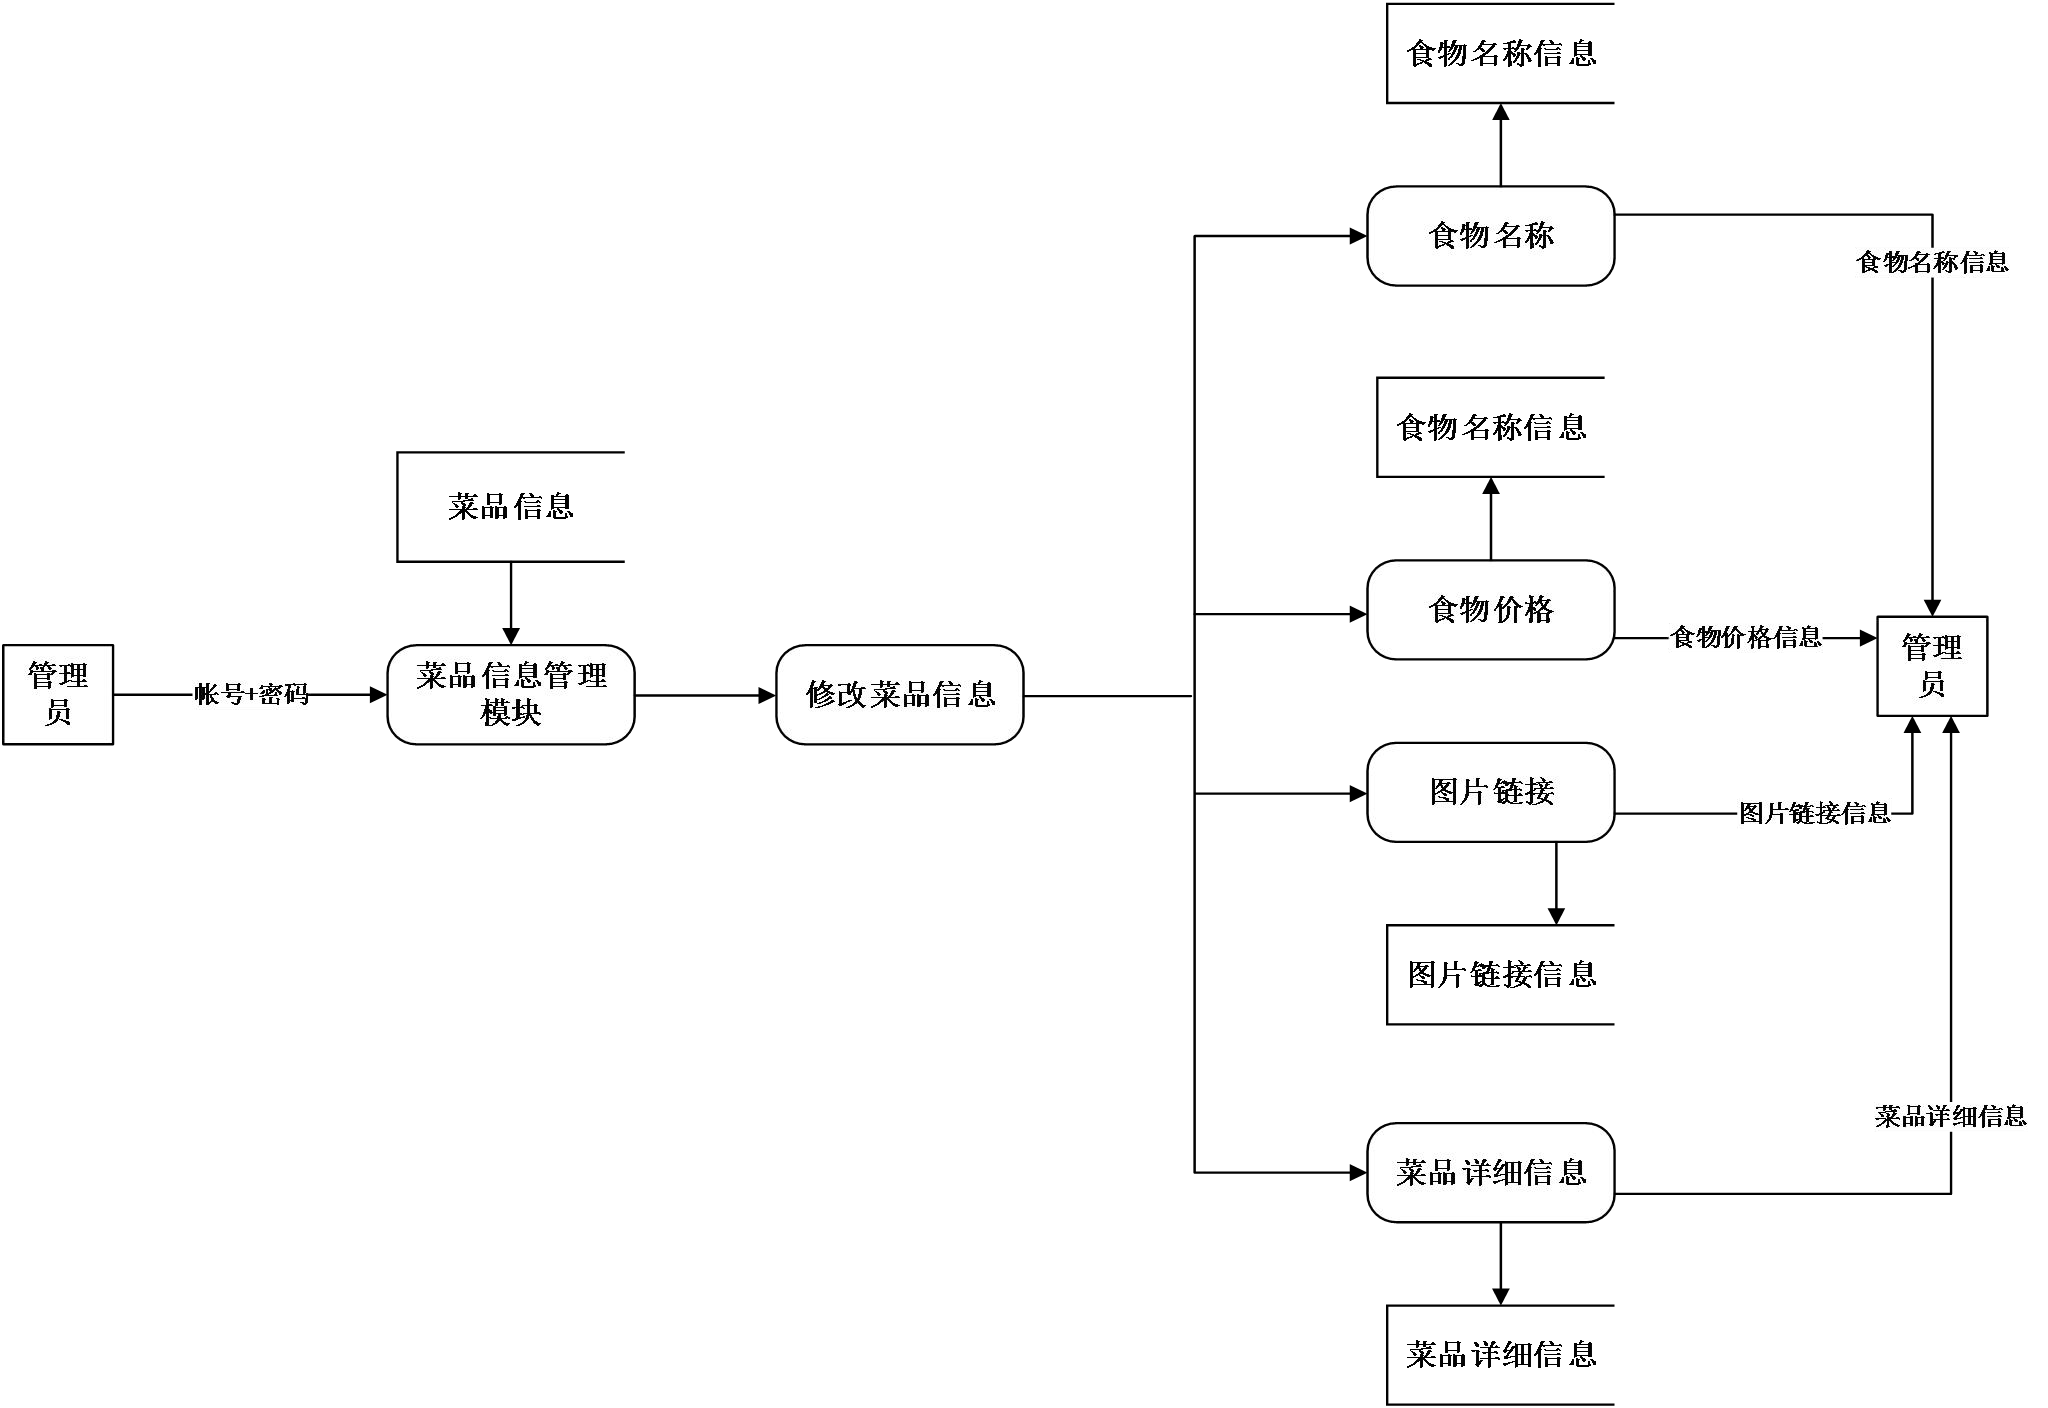 食物名称信息
食物名称
食物名称信息
食物名称信息
菜品信息
食物价格
食物价格信息
管理
员
管理
员
帐号+密码
菜品信息管理
模块
修改菜品信息
图片链接
图片链接信息
图片链接信息
菜品详细信息
菜品详细信息
菜品详细信息